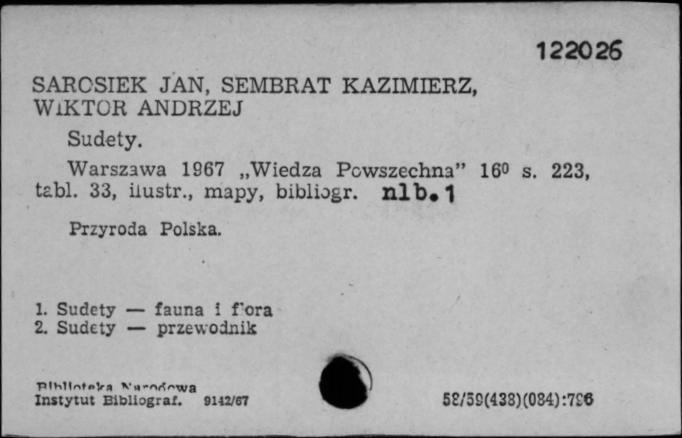 122026
SAROSIEK JAN, SEMBRAT KAZIMIERZ,
WIKTOR ANDRZEJ
Sudety.
Warszawa 1967 „Wiedza Powszechna” 16⁰ s. 223,
tabl. 33, ilustr., mapy, bibliogr. nlb. 1
Przyroda Polska.
1. Sudety — fauna i flora
2. Sudety — przewodnik
Biblioteka Narodowa
Instytut Bibliograf. 9142/67
58/59(438)(084):796